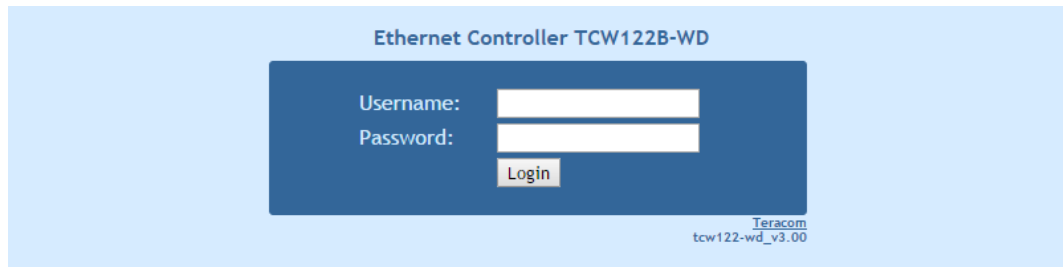 Ethernet Controller TCW122B-WD
Username:
Password:
Login
Teracom
tcw122-wd_v3.00